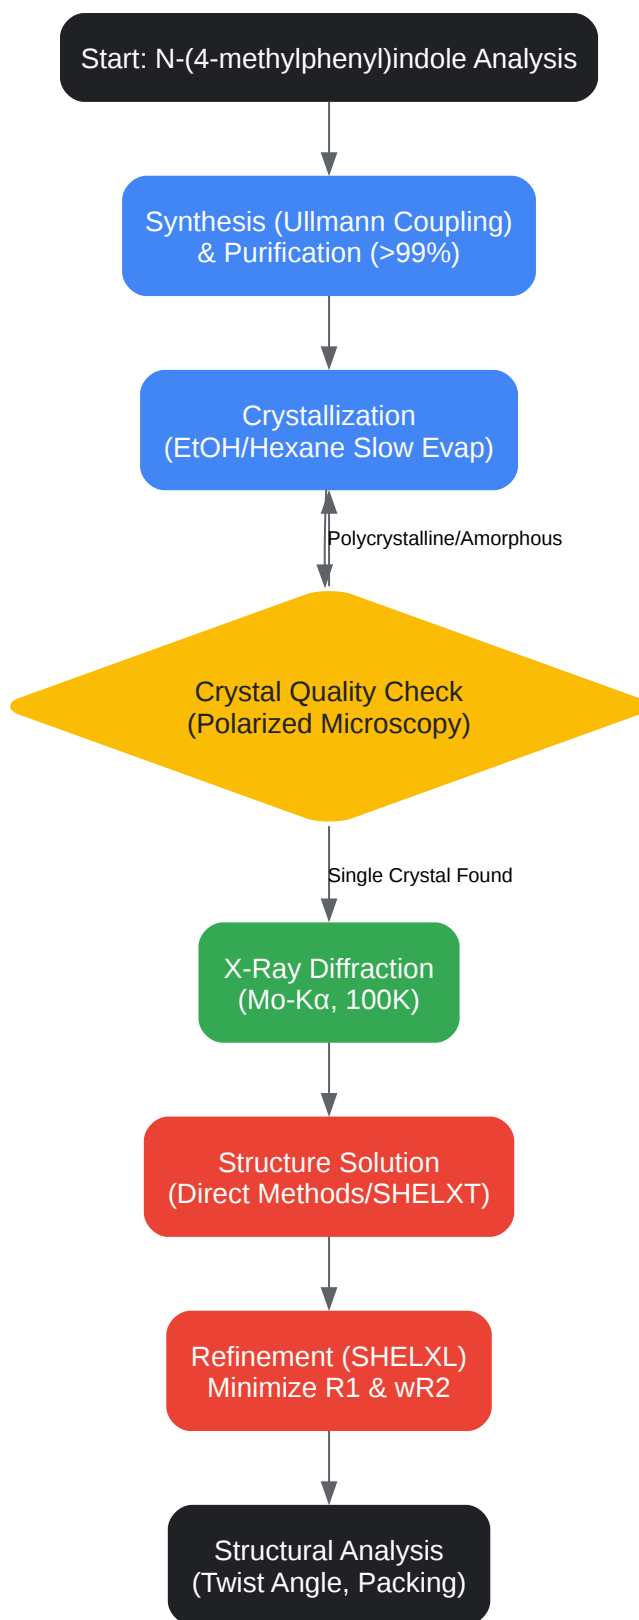 Start: N-(4-methylphenyl)indole Analysis
Synthesis (Ullmann Coupling)
& Purification (>99%)
Crystallization
(EtOH/Hexane Slow Evap)
Polycrystalline/Amorphous
Crystal Quality Check
(Polarized Microscopy)
Single Crystal Found
X-Ray Diffraction
(Mo-Kα, 100K)
Structure Solution
(Direct Methods/SHELXT)
Refinement (SHELXL)
Minimize R1 & wR2
Structural Analysis
(Twist Angle, Packing)